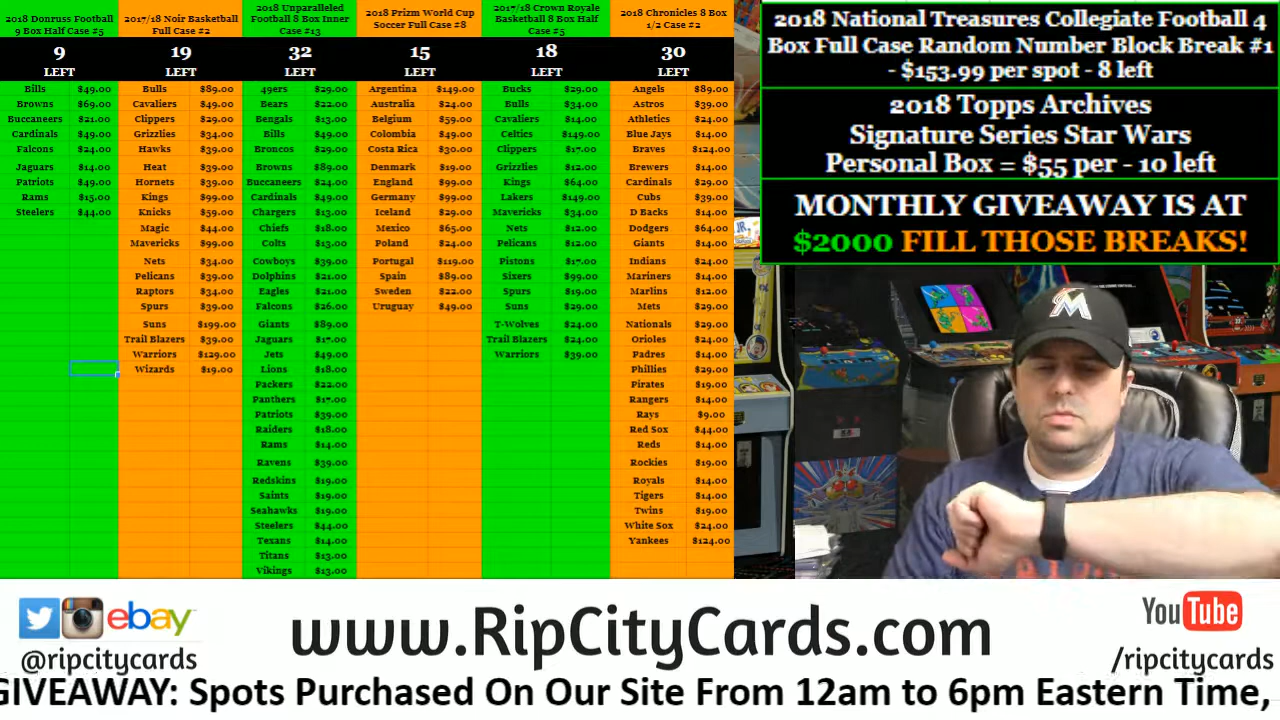 2018 Donruss Football
9 Box Half Case #5
9
LEFT
Bills $49.00
Browns $69.00
Buccaneers $21.00
Cardinals $49.00
Falcons $24.00
Jaguars $14.00
Patriots $49.00
Rams $15.00
Steelers $44.00
2017/18 Noir Basketball
Full Case #2
19
LEFT
Bulls $89.00
Cavaliers $49.00
Clippers $29.00
Grizzlies $34.00
Hawks $39.00
Heat $39.00
Hornets $39.00
Kings $99.00
Knicks $59.00
Magic $44.00
Mavericks $99.00
Nets $34.00
Pelicans $39.00
Raptors $34.00
Spurs $39.00
Suns $199.00
Trail Blazers $39.00
Warriors $129.00
Wizards $19.00
2018 Unparalleled
Football 8 Box Inner
Case #13
32
LEFT
49ers $29.00
Bears $22.00
Bengals $13.00
Bills $49.00
Broncos $29.00
Browns $89.00
Buccaneers $24.00
Cardinals $49.00
Chargers $13.00
Chiefs $18.00
Colts $13.00
Cowboys $39.00
Dolphins $21.00
Eagles $21.00
Falcons $26.00
Giants $89.00
Jaguars $17.00
Jets $49.00
Lions $18.00
Packers $22.00
Panthers $17.00
Patriots $39.00
Raiders $18.00
Rams $14.00
Ravens $39.00
Redskins $19.00
Saints $19.00
Seahawks $19.00
Steelers $44.00
Texans $14.00
Titans $13.00
Vikings $13.00
2018 Prizm World Cup
Soccer Full Case #8
15
LEFT
Argentina $149.00
Australia $24.00
Belgium $59.00
Colombia $49.00
Costa Rica $30.00
Denmark $19.00
England $99.00
Germany $99.00
Iceland $29.00
Mexico $65.00
Poland $24.00
Portugal $119.00
Spain $89.00
Sweden $22.00
Uruguay $49.00
2017/18 Crown Royale
Basketball 8 Box Half
Case #5
18
LEFT
Bucks $29.00
Bulls $34.00
Cavaliers $14.00
Celtics $149.00
Clippers $17.00
Grizzlies $12.00
Kings $64.00
Lakers $149.00
Mavericks $34.00
Nets $12.00
Pelicans $12.00
Pistons $17.00
Sixers $99.00
Spurs $19.00
Suns $29.00
T-Wolves $24.00
Trail Blazers $24.00
Warriors $39.00
2018 Chronicles 8 Box
1/2 Case #2
30
LEFT
Angels $89.00
Astros $39.00
Athletics $24.00
Blue Jays $14.00
Braves $124.00
Brewers $14.00
Cardinals $29.00
Cubs $39.00
D Backs $14.00
Dodgers $64.00
Giants $14.00
Indians $24.00
Mariners $14.00
Marlins $12.00
Mets $29.00
Nationals $29.00
Orioles $24.00
Padres $14.00
Phillies $29.00
Pirates $19.00
Rangers $14.00
Rays $9.00
Red Sox $44.00
Reds $14.00
Rockies $19.00
Royals $14.00
Tigers $14.00
Twins $19.00
White Sox $24.00
Yankees $124.00
2018 National Treasures Collegiate Football 4
Box Full Case Random Number Block Break #1
- $153.99 per spot - 8 left
2018 Topps Archives
Signature Series Star Wars
Personal Box = $55 per - 10 left
MONTHLY GIVEAWAY IS AT
$2000 FILL THOSE BREAKS!
JR.
M
ebay
@ripcitycards
www.RipCityCards.com
YouTube
/ripcitycards
GIVEAWAY: Spots Purchased On Our Site From 12am to 6pm Eastern Time,